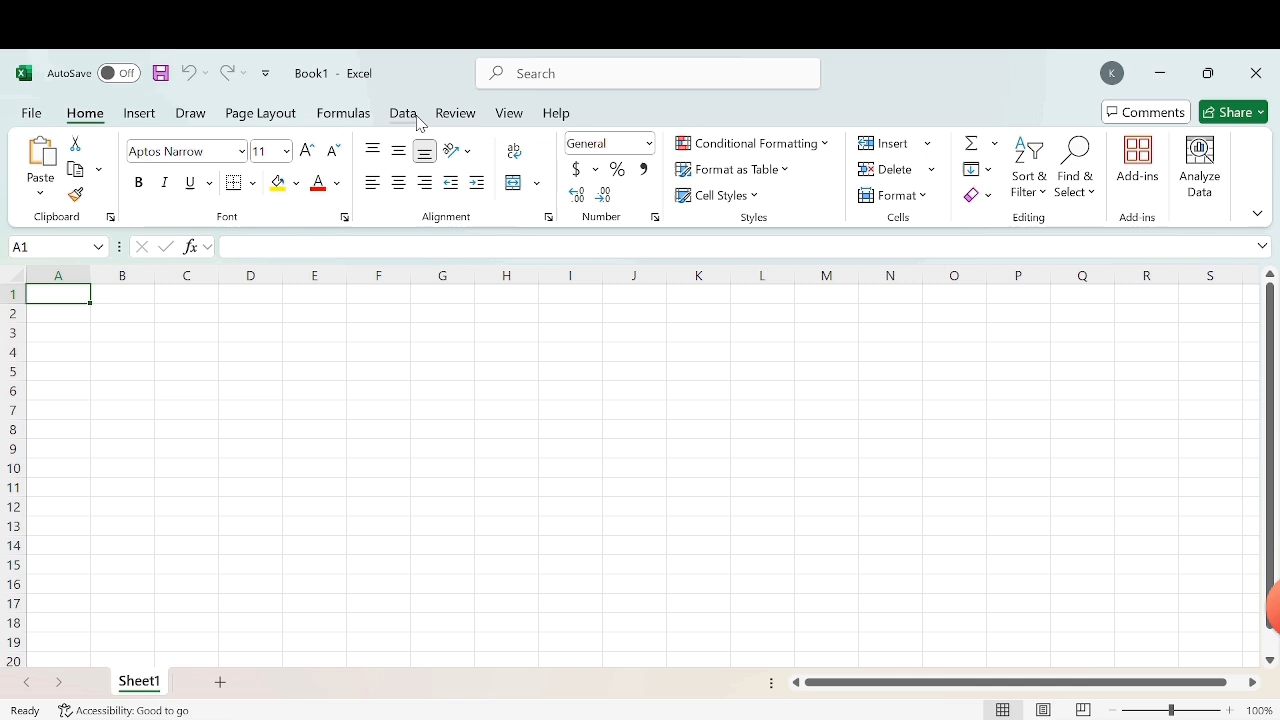 AutoSave Off Book1 - Excel Search K
File Home Insert Draw Page Layout Formulas Data Review View Help Comments Share
Paste Aptos Narrow 11 A A ab General Conditional Formatting Insert Σ A Z Sort & Filter Find & Select Add-ins Analyze Data
$ % , Format as Table Delete
B I U A .00 .00 Cell Styles Format
Clipboard Font Alignment Number Styles Cells Editing Add-ins
A1 fx
A B C D E F G H I J K L M N O P Q R S
1
2
3
4
5
6
7
8
9
10
11
12
13
14
15
16
17
18
19
20
Sheet1
Ready Accessibility: Good to go 100%